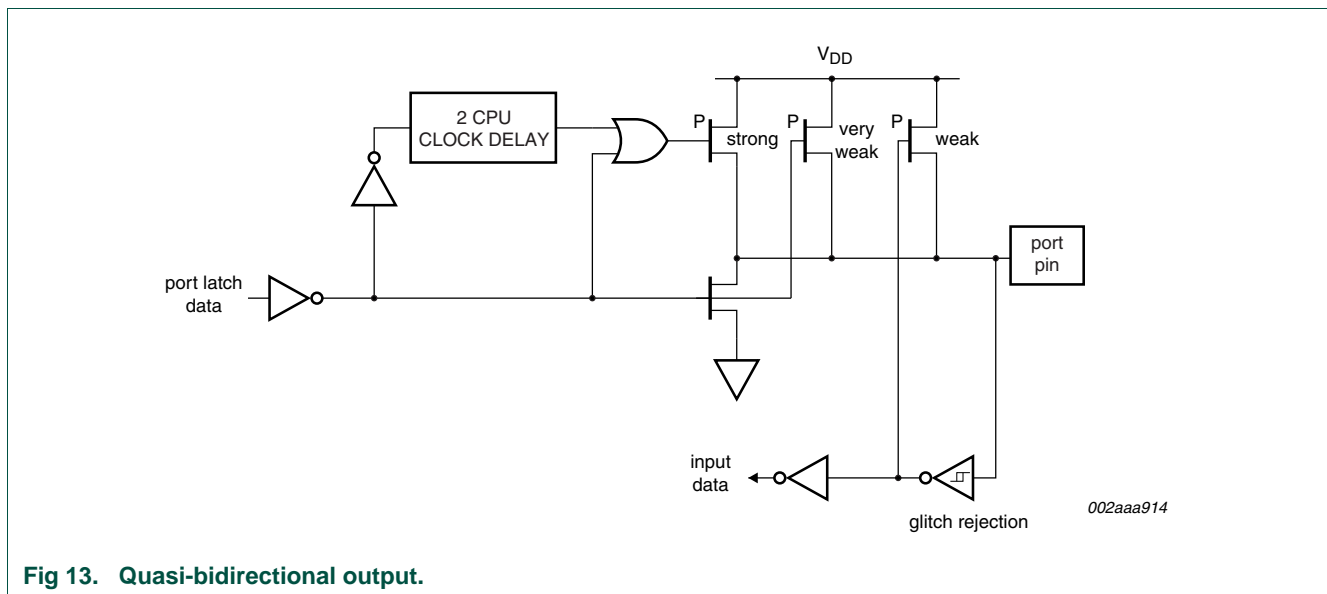 VDD
2 CPU
CLOCK DELAY
P
strong
P
very
weak
P
weak
port
pin
port latch
data
input
data
glitch rejection
002aaa914
Fig 13. Quasi-bidirectional output.